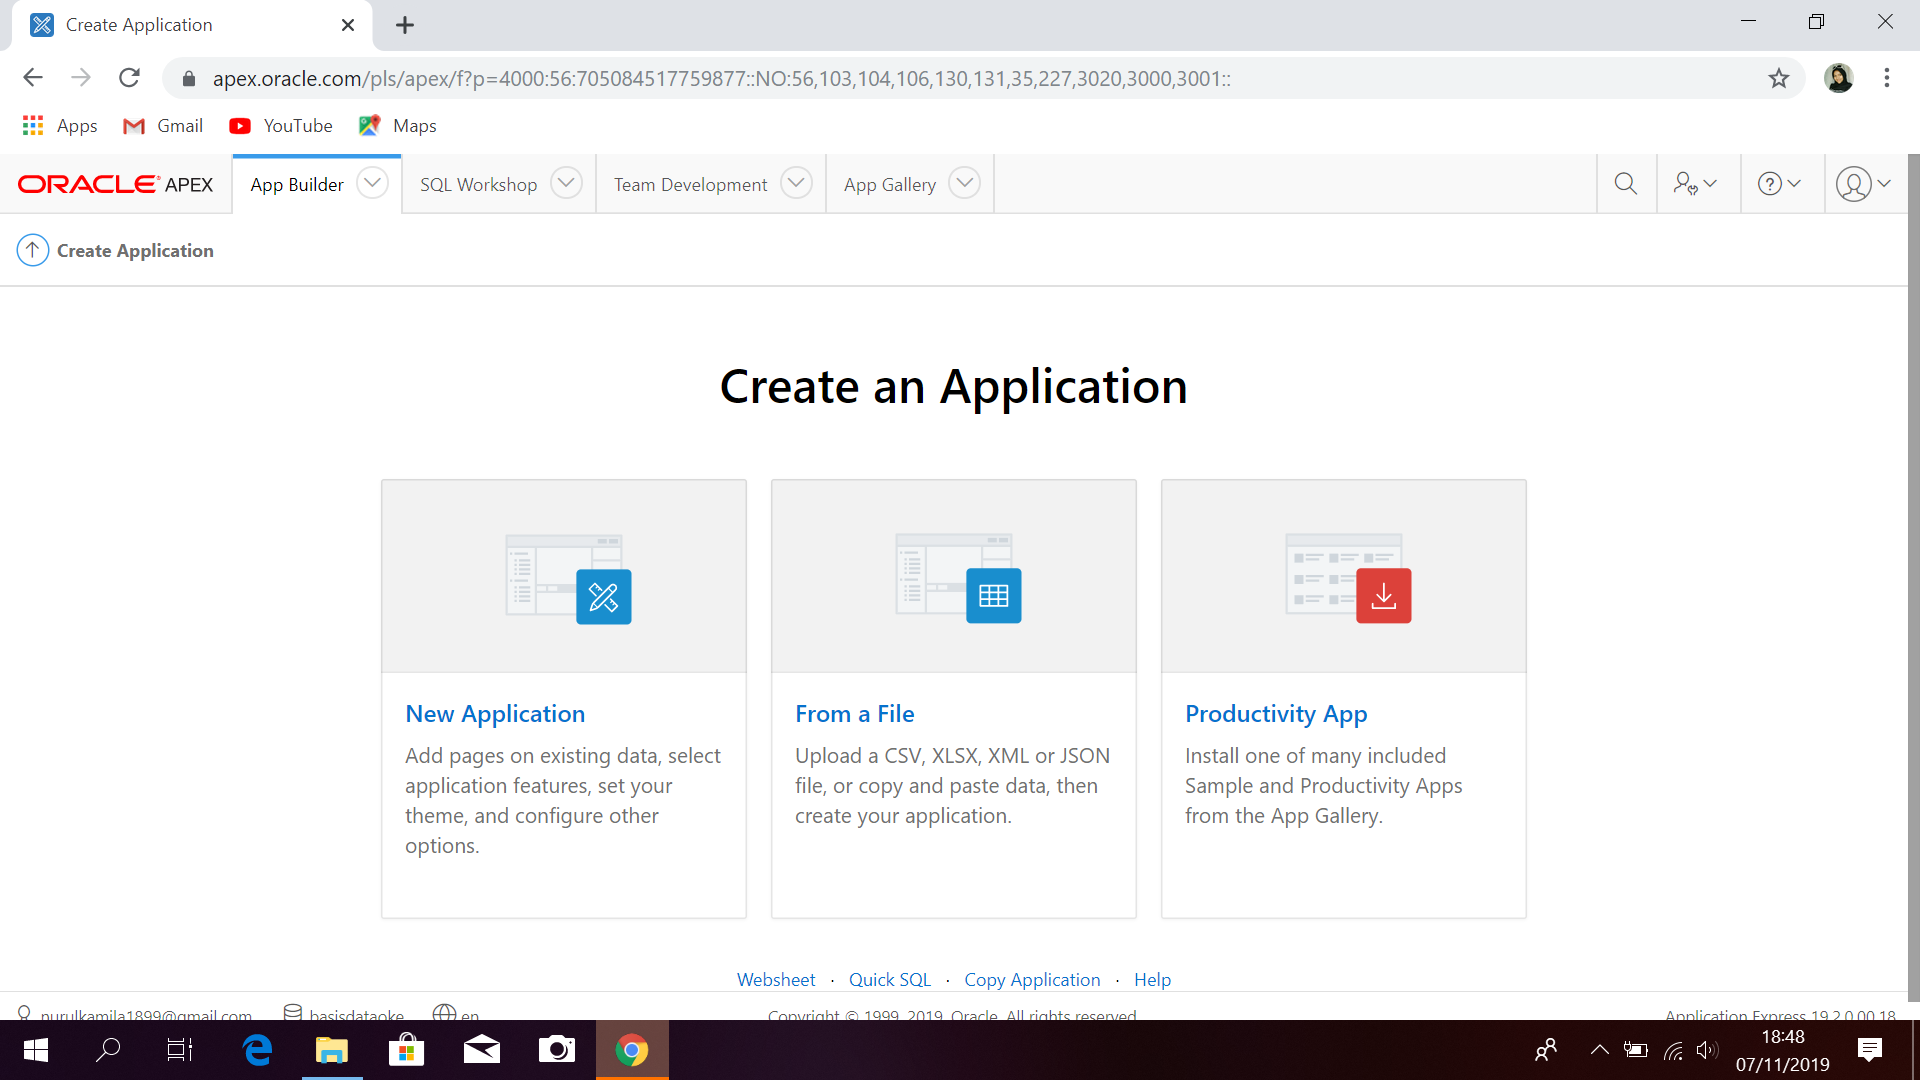 Create Application
apex.oracle.com/pls/apex/f?p=4000:56:705084517759877::NO:56,103,104,106,130,131,35,227,3020,3000,3001::
Apps Gmail YouTube Maps
ORACLE APEX App Builder SQL Workshop Team Development App Gallery
Create Application
Create an Application
New Application
Add pages on existing data, select
application features, set your
theme, and configure other
options.
From a File
Upload a CSV, XLSX, XML or JSON
file, or copy and paste data, then
create your application.
Productivity App
Install one of many included
Sample and Productivity Apps
from the App Gallery.
Websheet · Quick SQL · Copy Application · Help
nurulkamila1899@gmail.com basisdataoke en Copyright © 1999, 2019, Oracle. All rights reserved. Application Express 19.2.0.00.18
18:48
07/11/2019